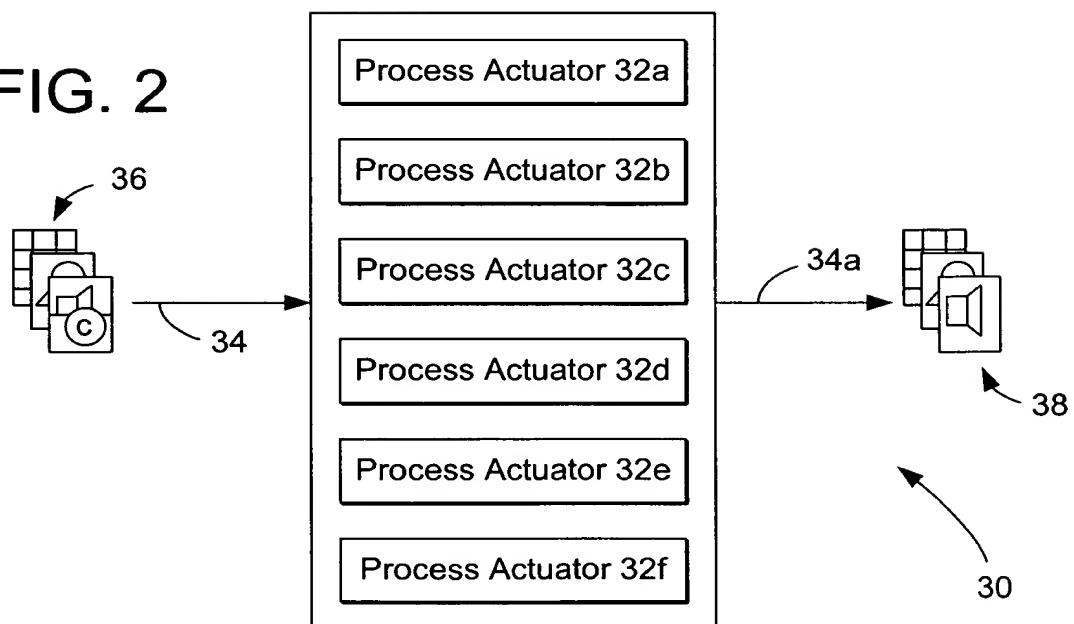 FIG. 2
Process Actuator 32a
36
Process Actuator 32b
Process Actuator 32c
34a
C
34
Process Actuator 32d
38
Process Actuator 32e
Process Actuator 32f
30